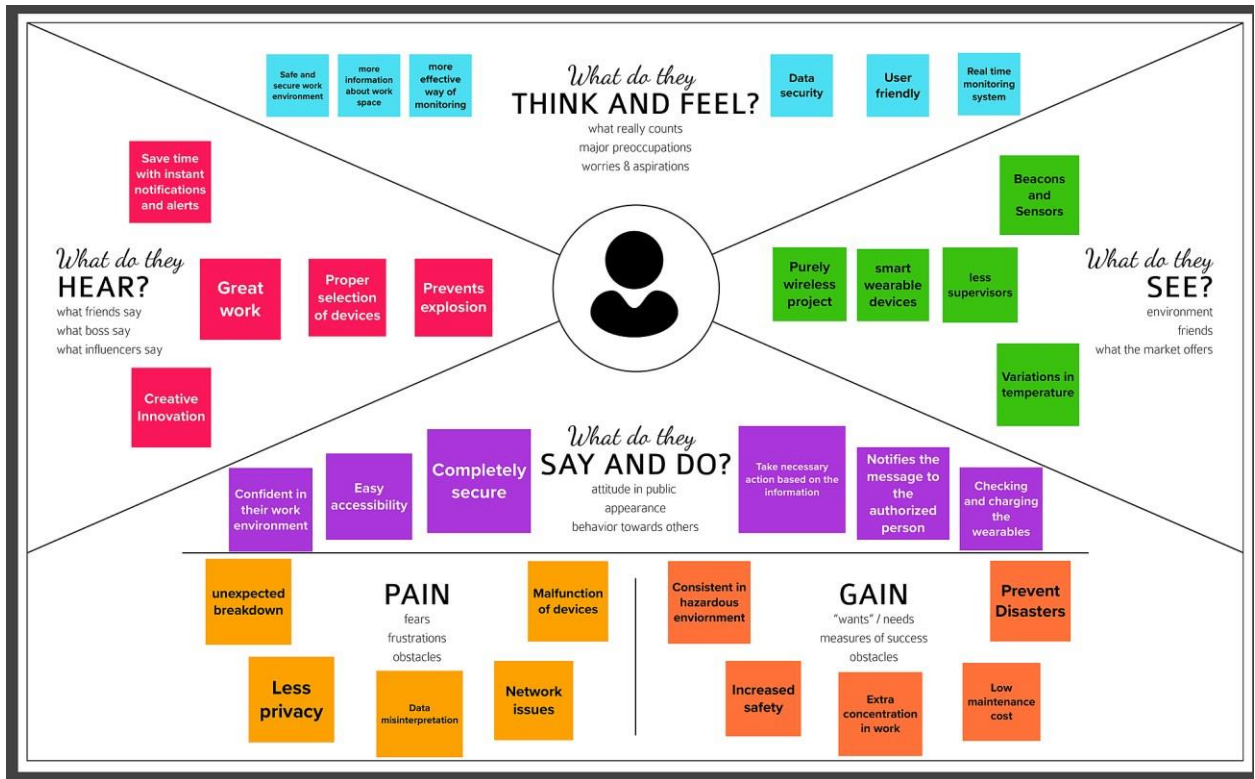 Safe and
secure work
environment
more
information
about work
space
more
effective
way of
monitoring
What do they
THINK AND FEEL?
what really counts
major preoccupations
worries & aspirations
Data
security
User
friendly
Real time
monitoring
system
Save time
with instant
notifications
and alerts
What do they
HEAR?
what friends say
what boss say
what influencers say
Great
work
Proper
selection
of devices
Prevents
explosion
Creative
Innovation
Beacons
and
Sensors
Purely
wireless
project
smart
wearable
devices
less
supervisors
What do they
SEE?
environment
friends
what the market offers
Variations in
temperature
Confident in
their work
environment
Easy
accessibility
Completely
secure
What do they
SAY AND DO?
attitude in public
appearance
behavior towards others
Take necessary
action based on the
information
Notifies the
message to
the
authorized
person
Checking
and charging
the
wearables
unexpected
breakdown
PAIN
fears
frustrations
obstacles
Malfunction
of devices
Less
privacy
Data
misinterpretation
Network
issues
Consistent in
hazardous
enviornment
GAIN
"wants" / needs
measures of success
obstacles
Prevent
Disasters
Increased
safety
Extra
concentration
in work
Low
maintenance
cost